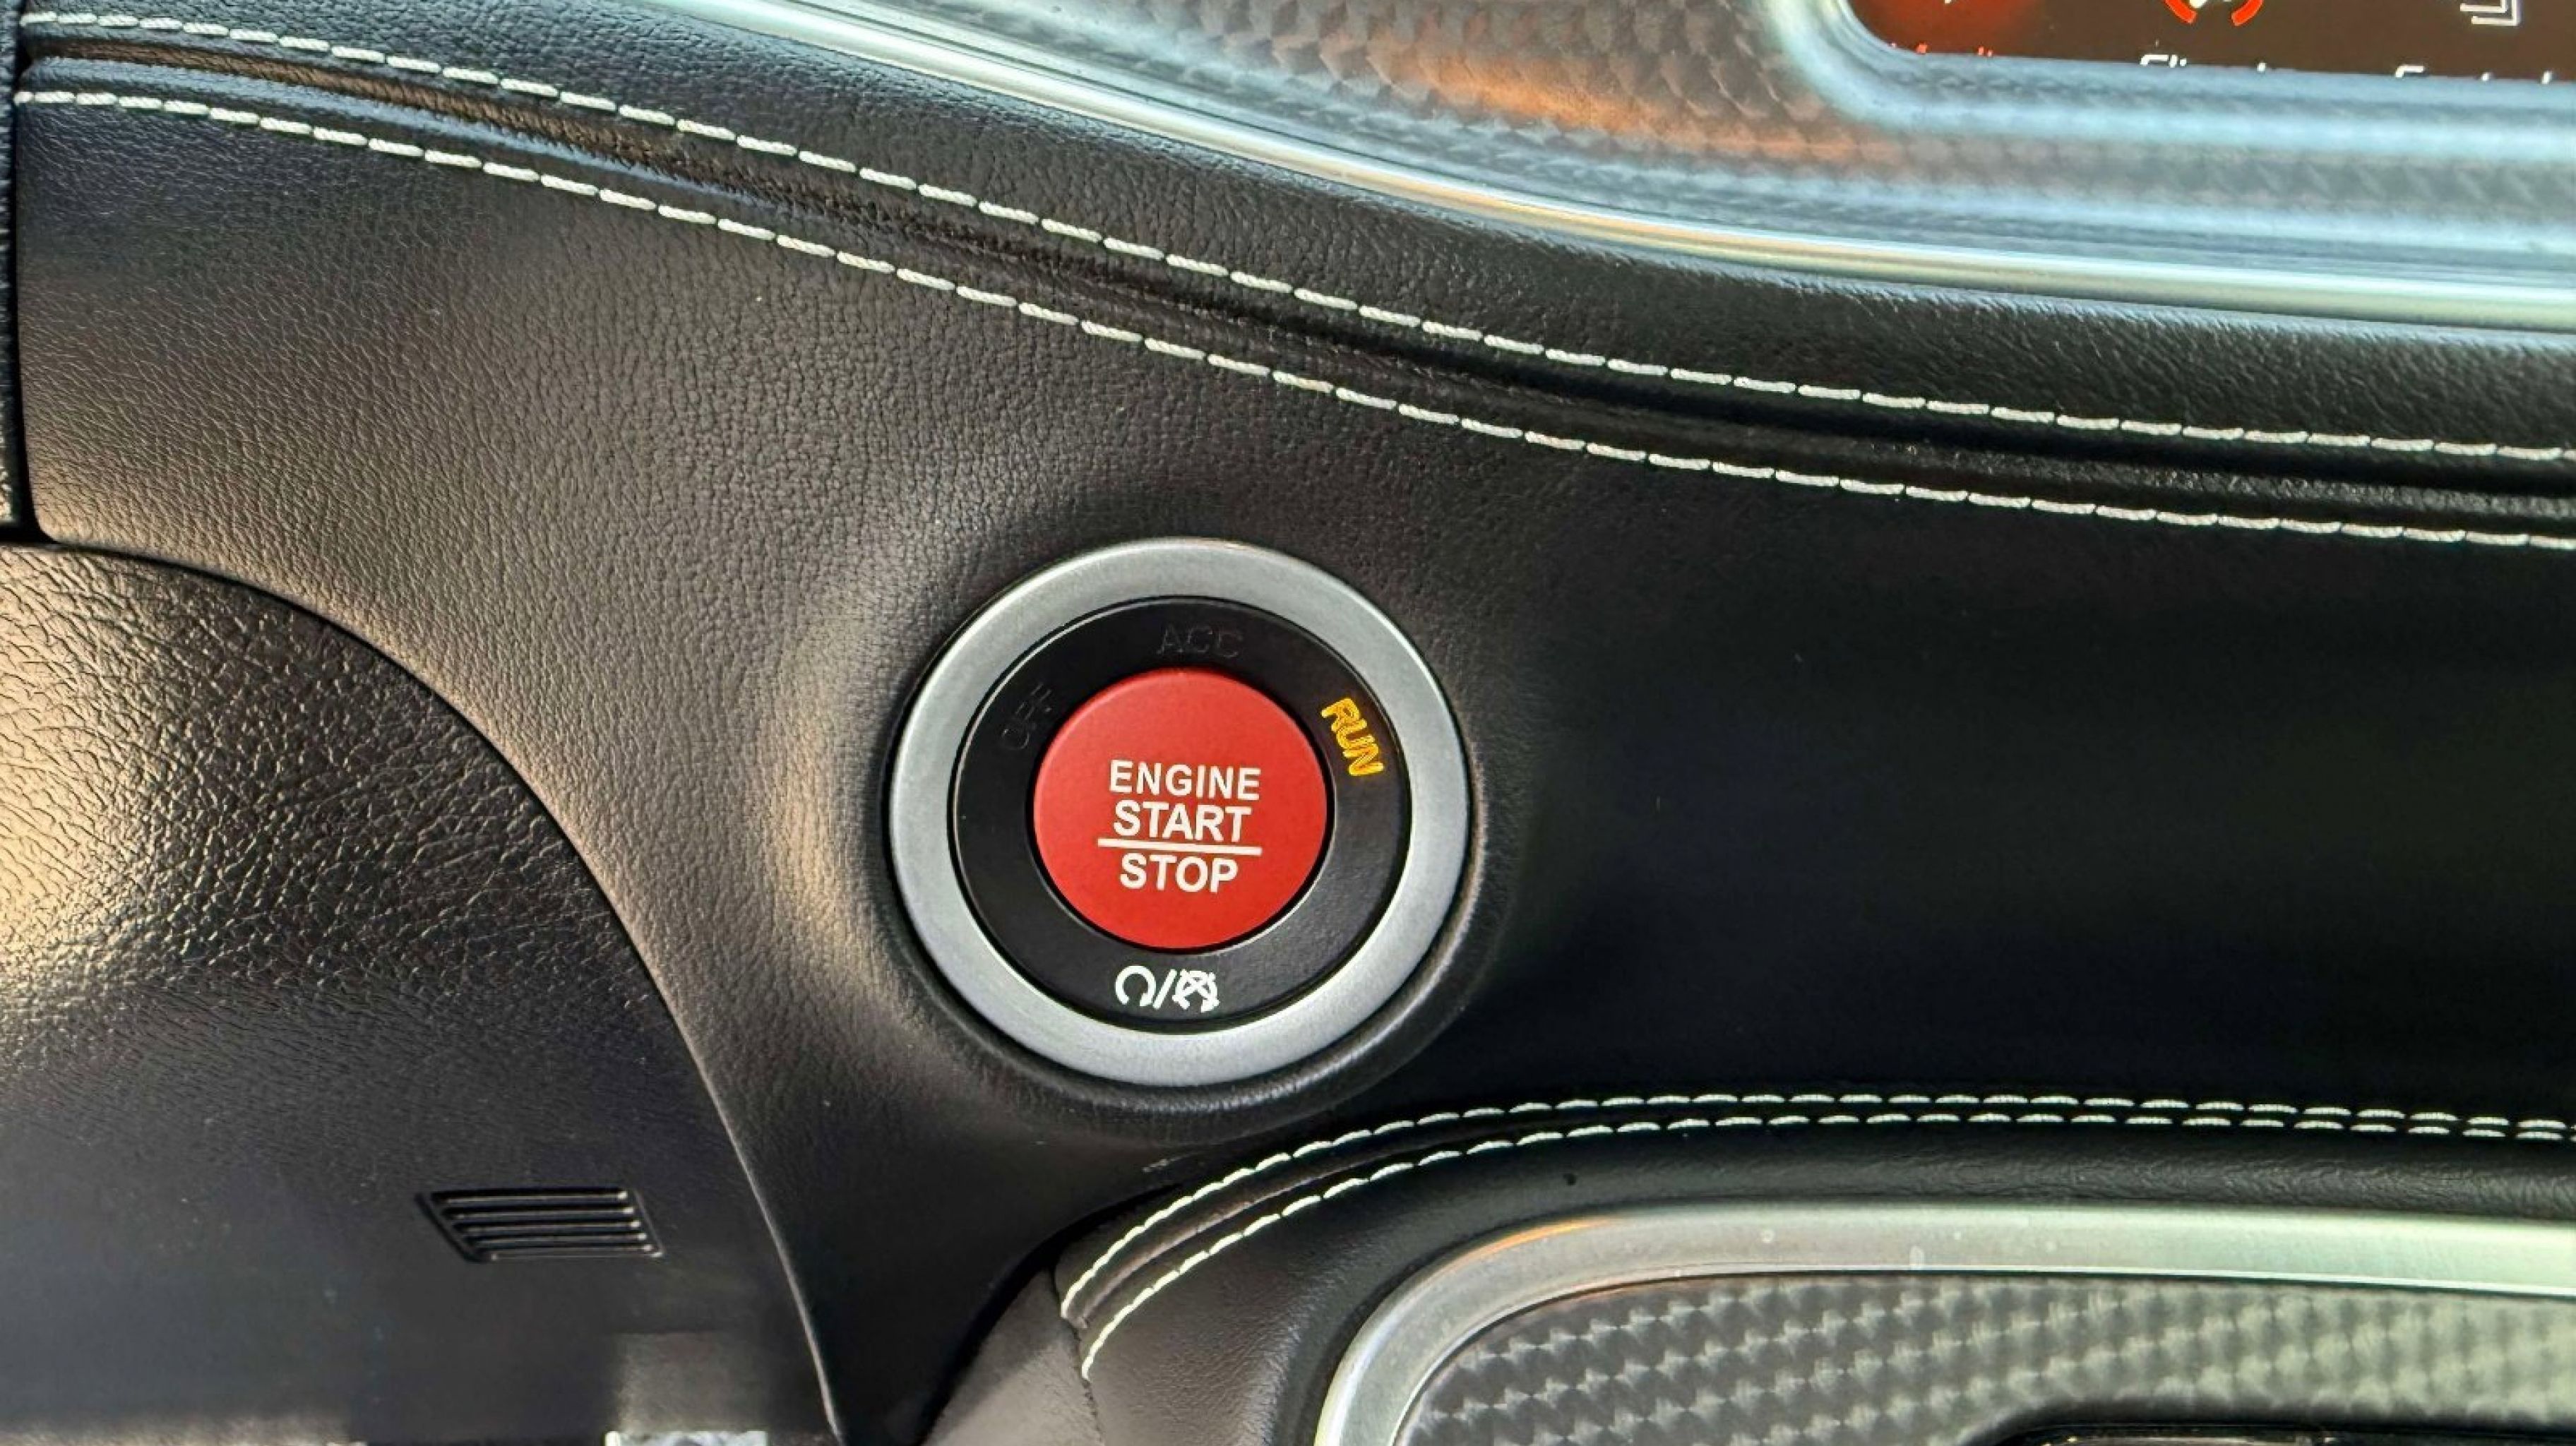 ACC
OFF
RUN
ENGINE
START
STOP